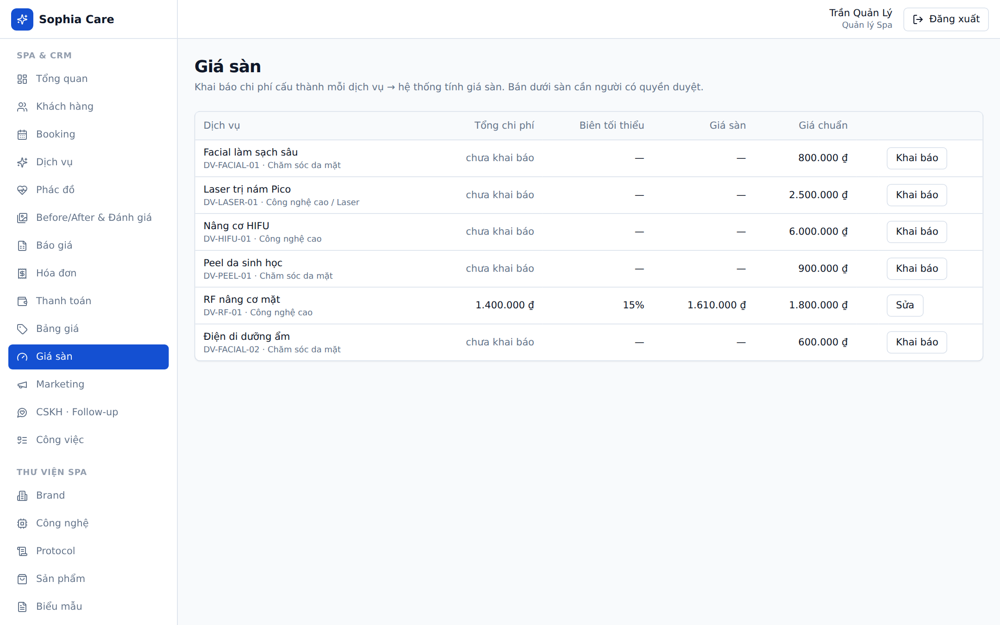 Sophia Care
Trần Quản Lý
Quản lý Spa
Đăng xuất
SPA & CRM
Tổng quan
Khách hàng
Booking
Dịch vụ
Phác đồ
Before/After & Đánh giá
Báo giá
Hóa đơn
Thanh toán
Bảng giá
Giá sàn
Marketing
CSKH · Follow-up
Công việc
THƯ VIỆN SPA
Brand
Công nghệ
Protocol
Sản phẩm
Biểu mẫu
Giá sàn
Khai báo chi phí cấu thành mỗi dịch vụ → hệ thống tính giá sàn. Bán dưới sàn cần người có quyền duyệt.
Dịch vụ Tổng chi phí Biên tối thiểu Giá sàn Giá chuẩn
Facial làm sạch sâu chưa khai báo — — 800.000 ₫ Khai báo
DV-FACIAL-01 · Chăm sóc da mặt
Laser trị nám Pico chưa khai báo — — 2.500.000 ₫ Khai báo
DV-LASER-01 · Công nghệ cao / Laser
Nâng cơ HIFU chưa khai báo — — 6.000.000 ₫ Khai báo
DV-HIFU-01 · Công nghệ cao
Peel da sinh học chưa khai báo — — 900.000 ₫ Khai báo
DV-PEEL-01 · Chăm sóc da mặt
RF nâng cơ mặt 1.400.000 ₫ 15% 1.610.000 ₫ 1.800.000 ₫ Sửa
DV-RF-01 · Công nghệ cao
Điện di dưỡng ẩm chưa khai báo — — 600.000 ₫ Khai báo
DV-FACIAL-02 · Chăm sóc da mặt